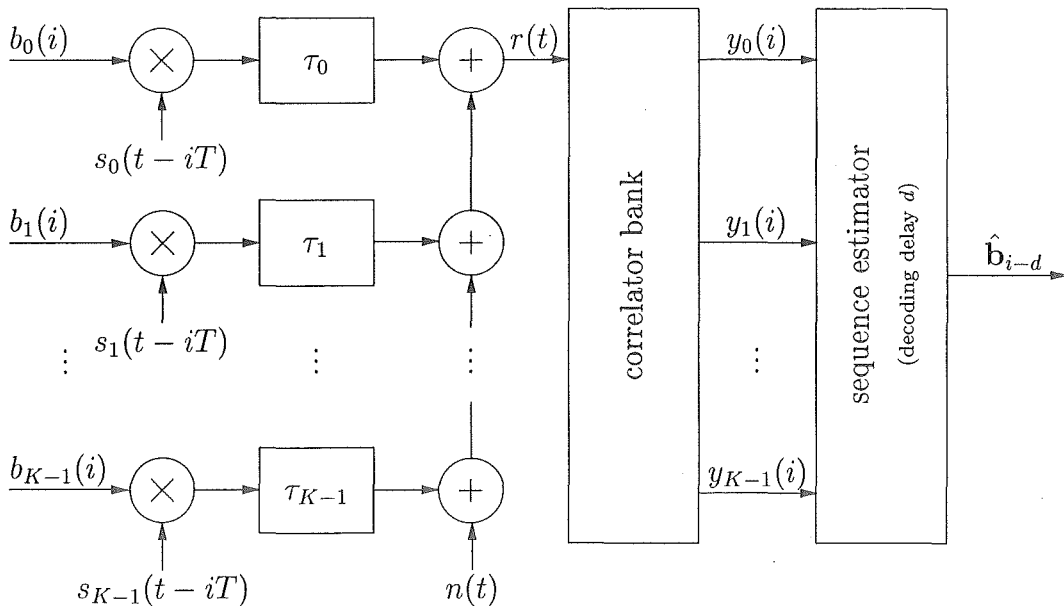 b_0(i)
×
τ_0
+
r(t)
y_0(i)
s_0(t − iT)
b_1(i)
×
τ_1
+
y_1(i)
s_1(t − iT)
⋮
⋮
⋮
⋮
correlator bank
sequence estimator
(decoding delay d)
b̂_{i−d}
b_{K−1}(i)
×
τ_{K−1}
+
y_{K−1}(i)
s_{K−1}(t − iT)
n(t)